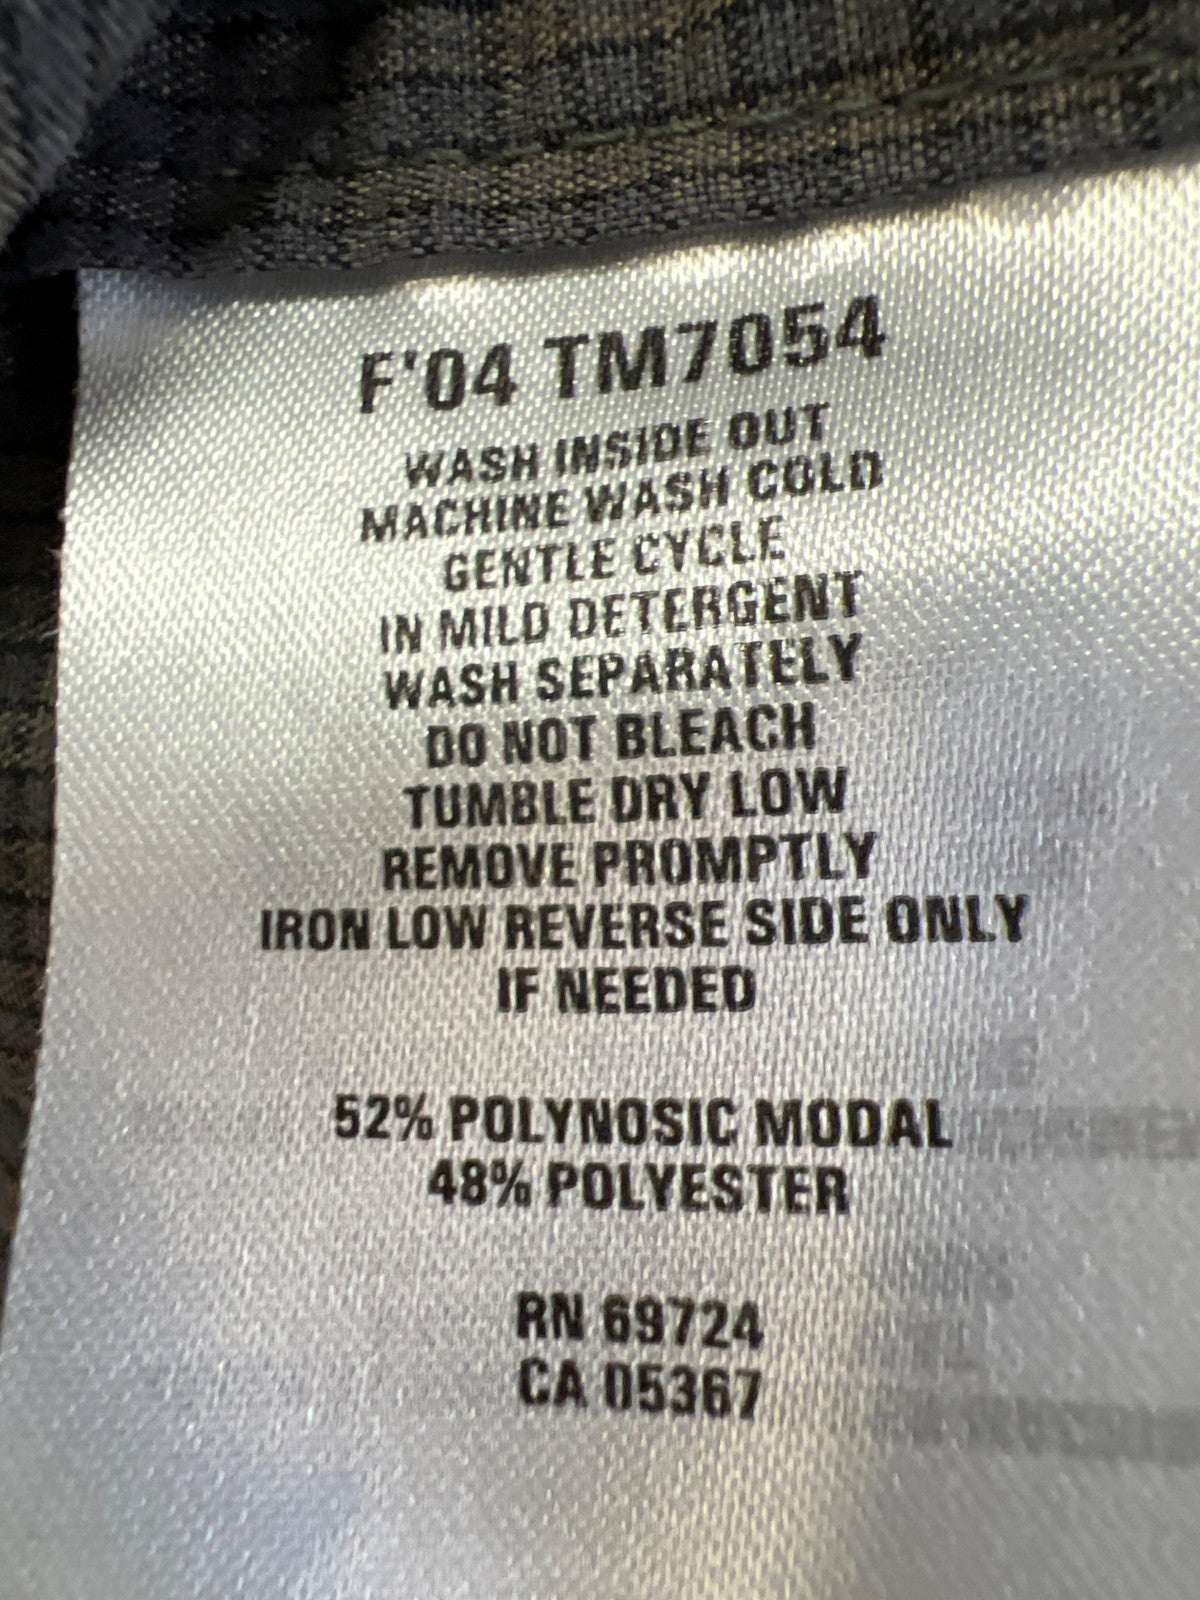 F'04 TM7054
WASH INSIDE OUT
MACHINE WASH COLD
GENTLE CYCLE
IN MILD DETERGENT
WASH SEPARATELY
DO NOT BLEACH
TUMBLE DRY LOW
REMOVE PROMPTLY
IRON LOW REVERSE SIDE ONLY
IF NEEDED
52% POLYNOSIC MODAL
48% POLYESTER
RN 69724
CA 05367